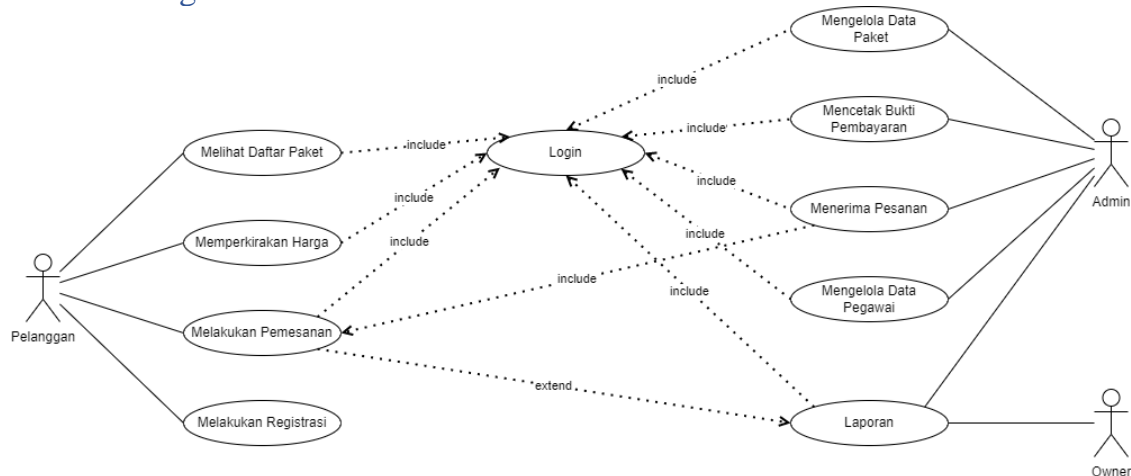 Mengelola Data
Paket
include
Mencetak Bukti
Pembayaran
include
Melihat Daftar Paket
include
Login
Admin
include
Menerima Pesanan
include
Memperkirakan Harga
include
include
include
include
Mengelola Data
Pegawai
Pelanggan
Melakukan Pemesanan
extend
Melakukan Registrasi
Laporan
Owner